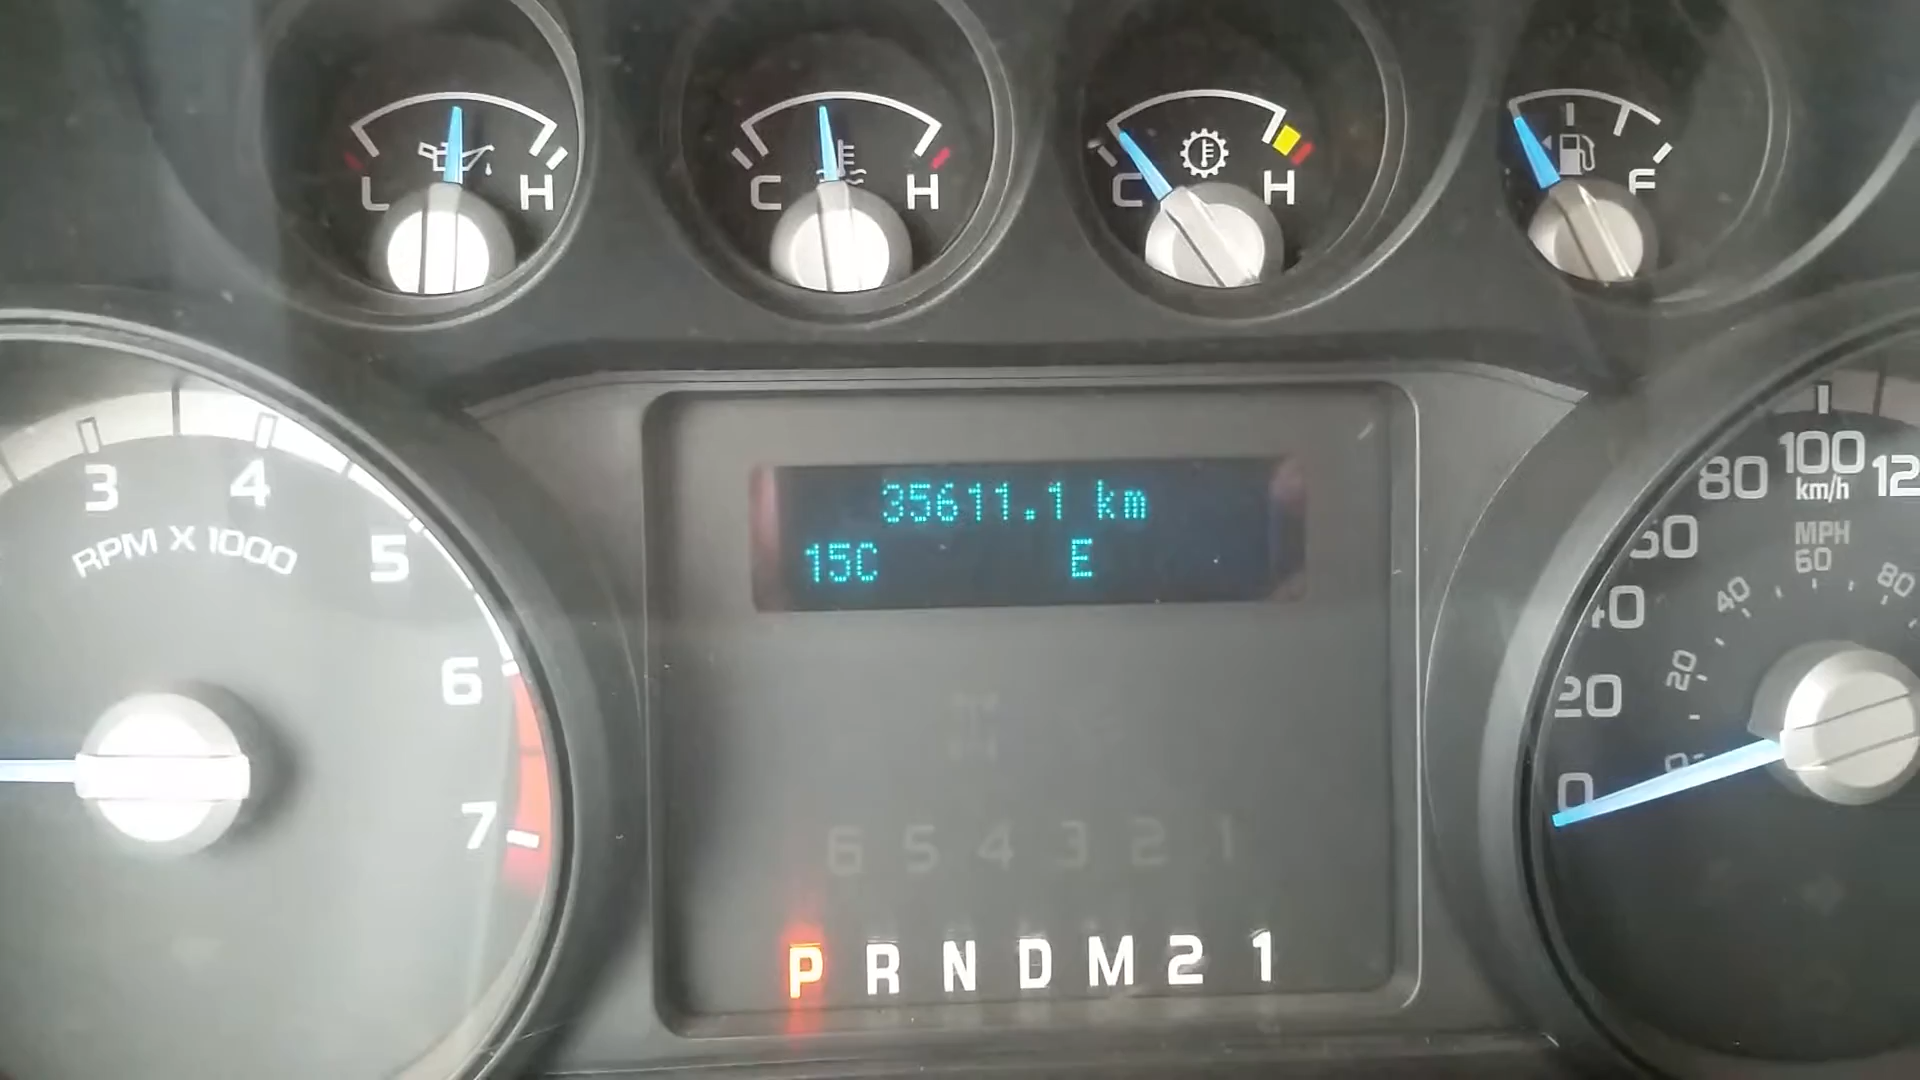 L H
C H
C H
F
3 4 5 6 7
RPM X 1000
35611.1 km
15C E
6 5 4 3 2 1
P R N D M 2 1
0 20 40 60 80 100
km/h
MPH
0 20 40 60 80